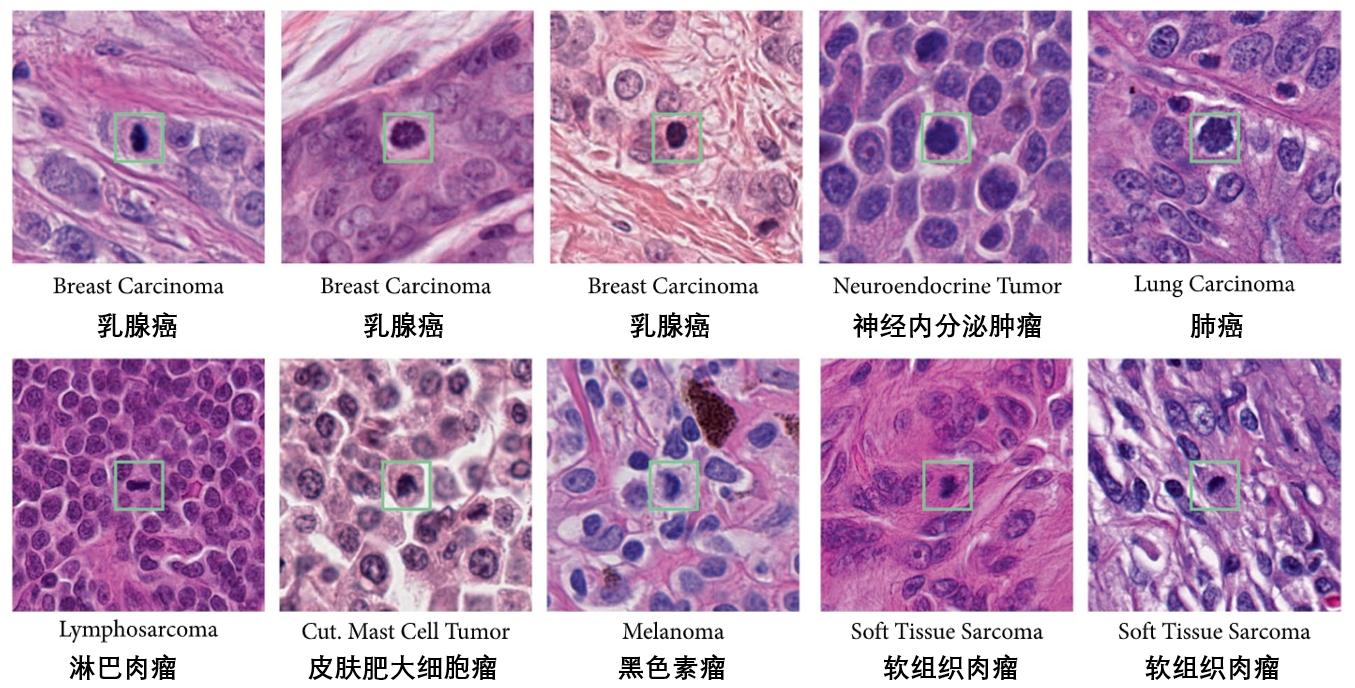 Breast Carcinoma
乳腺癌
Breast Carcinoma
乳腺癌
Breast Carcinoma
乳腺癌
Neuroendocrine Tumor
神经内分泌肿瘤
Lung Carcinoma
肺癌
Lymphosarcoma
淋巴肉瘤
Cut. Mast Cell Tumor
皮肤肥大细胞瘤
Melanoma
黑色素瘤
Soft Tissue Sarcoma
软组织肉瘤
Soft Tissue Sarcoma
软组织肉瘤